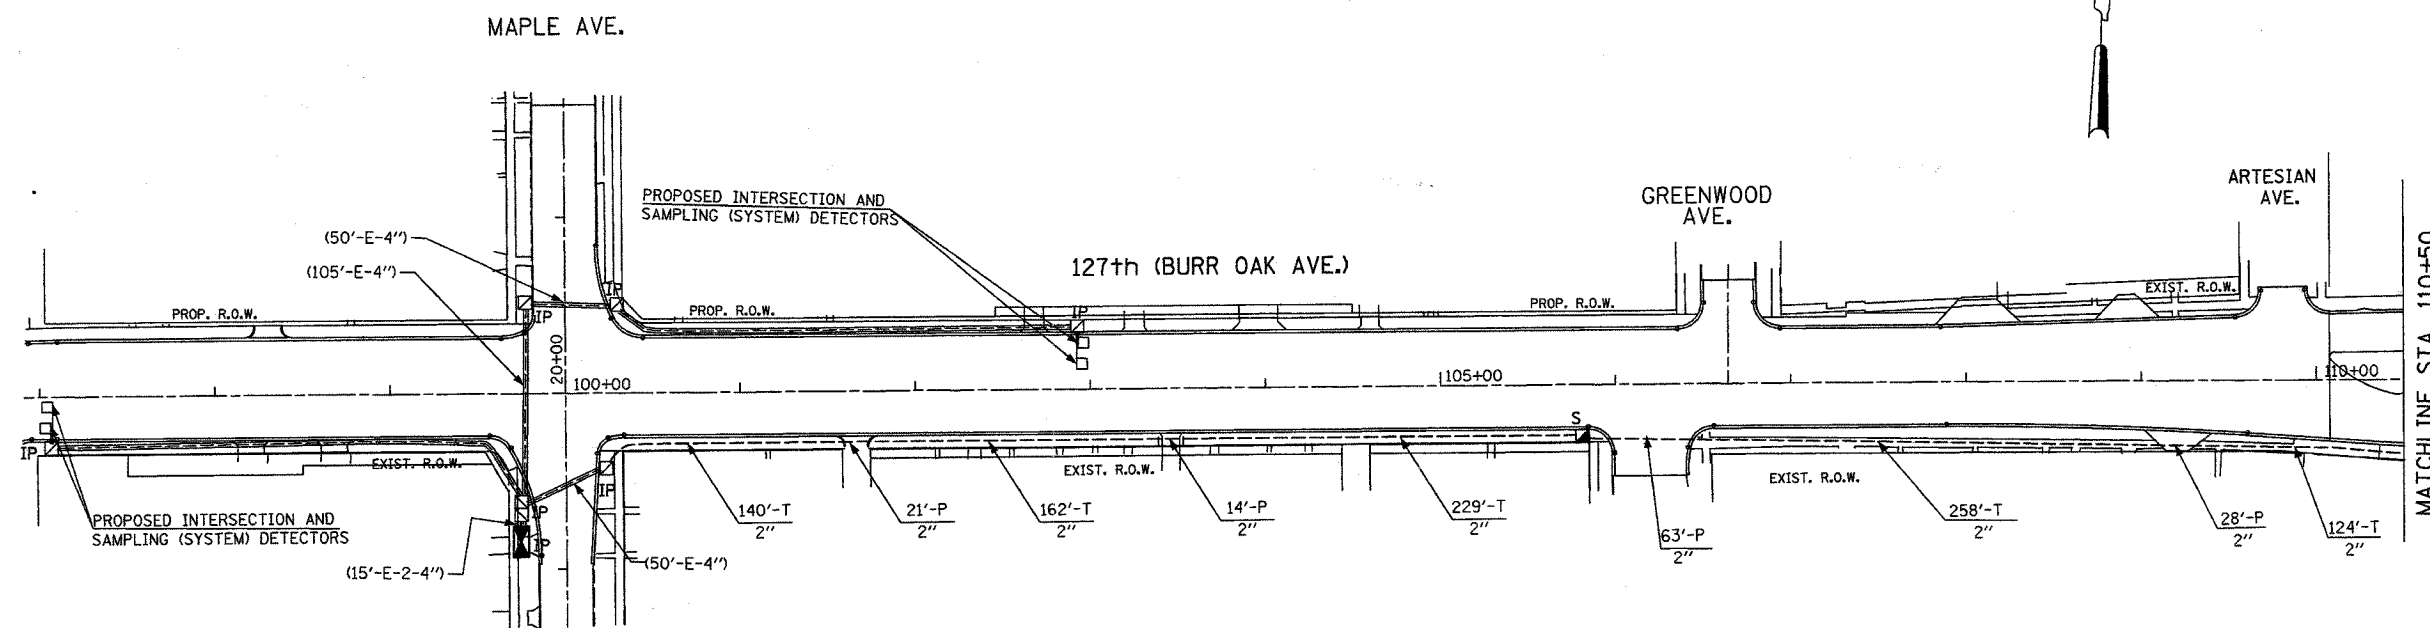 MAPLE AVE.
PROPOSED INTERSECTION AND
SAMPLING (SYSTEM) DETECTORS
GREENWOOD
AVE.
ARTESIAN
AVE.
(50'-E-4")
(105'-E-4")
127th (BURR OAK AVE.)
IP
IP
IP
PROP. R.O.W.
PROP. R.O.W.
PROP. R.O.W.
EXIST. R.O.W.
20+00
100+00
105+00
110+00
MATCHLINE STA. 110+50
S
IP
EXIST. R.O.W.
EXIST. R.O.W.
EXIST. R.O.W.
IP
IP
IP
PROPOSED INTERSECTION AND
SAMPLING (SYSTEM) DETECTORS
(15'-E-2-4")
(50'-E-4")
140'-T
2"
21'-P
2"
162'-T
2"
14'-P
2"
229'-T
2"
63'-P
2"
258'-T
2"
28'-P
2"
124'-T
2"